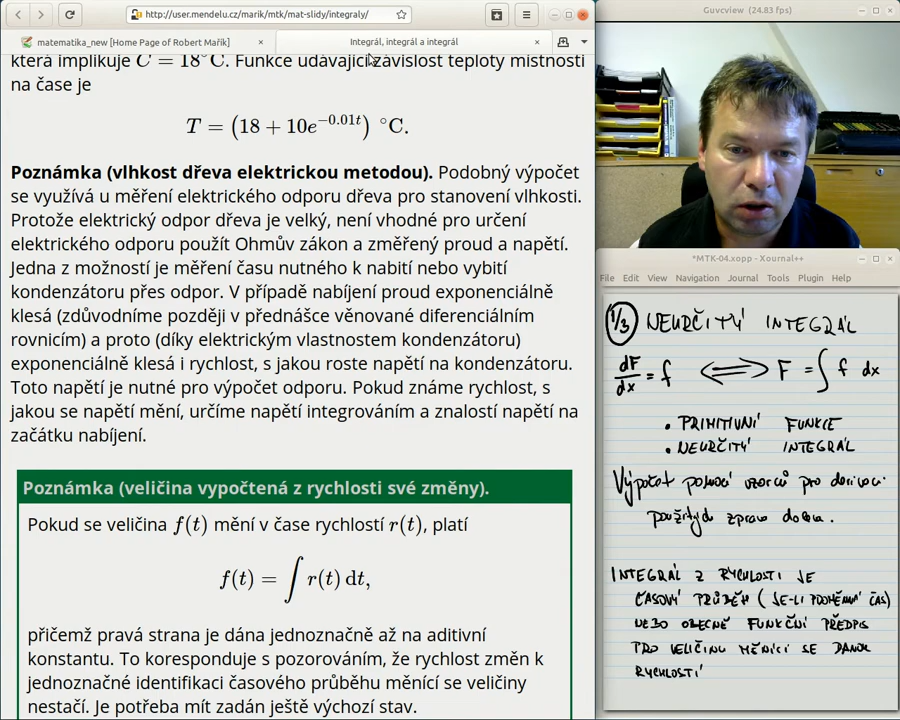 http://user.mendelu.cz/marik/mtk/mat-slidy/integraly/
matematika_new [Home Page of Robert Mařík]
Integrál, integrál a integrál
která implikuje C = 18°C. Funkce udávající závislost teploty místnosti
na čase je
T = (18 + 10e^{−0.01t}) °C.
Poznámka (vlhkost dřeva elektrickou metodou). Podobný výpočet
se využívá u měření elektrického odporu dřeva pro stanovení vlhkosti.
Protože elektrický odpor dřeva je velký, není vhodné pro určení
elektrického odporu použít Ohmův zákon a změřený proud a napětí.
Jedna z možností je měření času nutného k nabití nebo vybití
kondenzátoru přes odpor. V případě nabíjení proud exponenciálně
klesá (zdůvodníme později v přednášce věnované diferenciálním
rovnicím) a proto (díky elektrickým vlastnostem kondenzátoru)
exponenciálně klesá i rychlost, s jakou roste napětí na kondenzátoru.
Toto napětí je nutné pro výpočet odporu. Pokud známe rychlost, s
jakou se napětí mění, určíme napětí integrováním a znalostí napětí na
začátku nabíjení.
Poznámka (veličina vypočtená z rychlosti své změny).
Pokud se veličina f(t) mění v čase rychlostí r(t), platí
f(t) = ∫ r(t) dt,
přičemž pravá strana je dána jednoznačně až na aditivní
konstantu. To koresponduje s pozorováním, že rychlost změn k
jednoznačné identifikaci časového průběhu měnící se veličiny
nestačí. Je potřeba mít zadán ještě výchozí stav.
Guvcview (24.83 fps)
*MTK-04.xopp - Xournal++
File Edit View Navigation Journal Tools Plugin Help
1/3 NEURČITÝ INTEGRÁL
dF/dx = f ⟺ F = ∫ f dx
• PRIMITIVNÍ FUNKCE
• NEURČITÝ INTEGRÁL
Výpočet pomocí vzorců pro derivaci
použitých zprava doleva.
INTEGRÁL Z RYCHLOSTI JE
ČASOVÝ PRŮBĚH (JE-LI PROMĚNNÁ ČAS)
NEBO OBECNĚ FUNKČNÍ PŘEDPIS
PRO VELIČINU MĚNÍCÍ SE DANOU
RYCHLOSTÍ